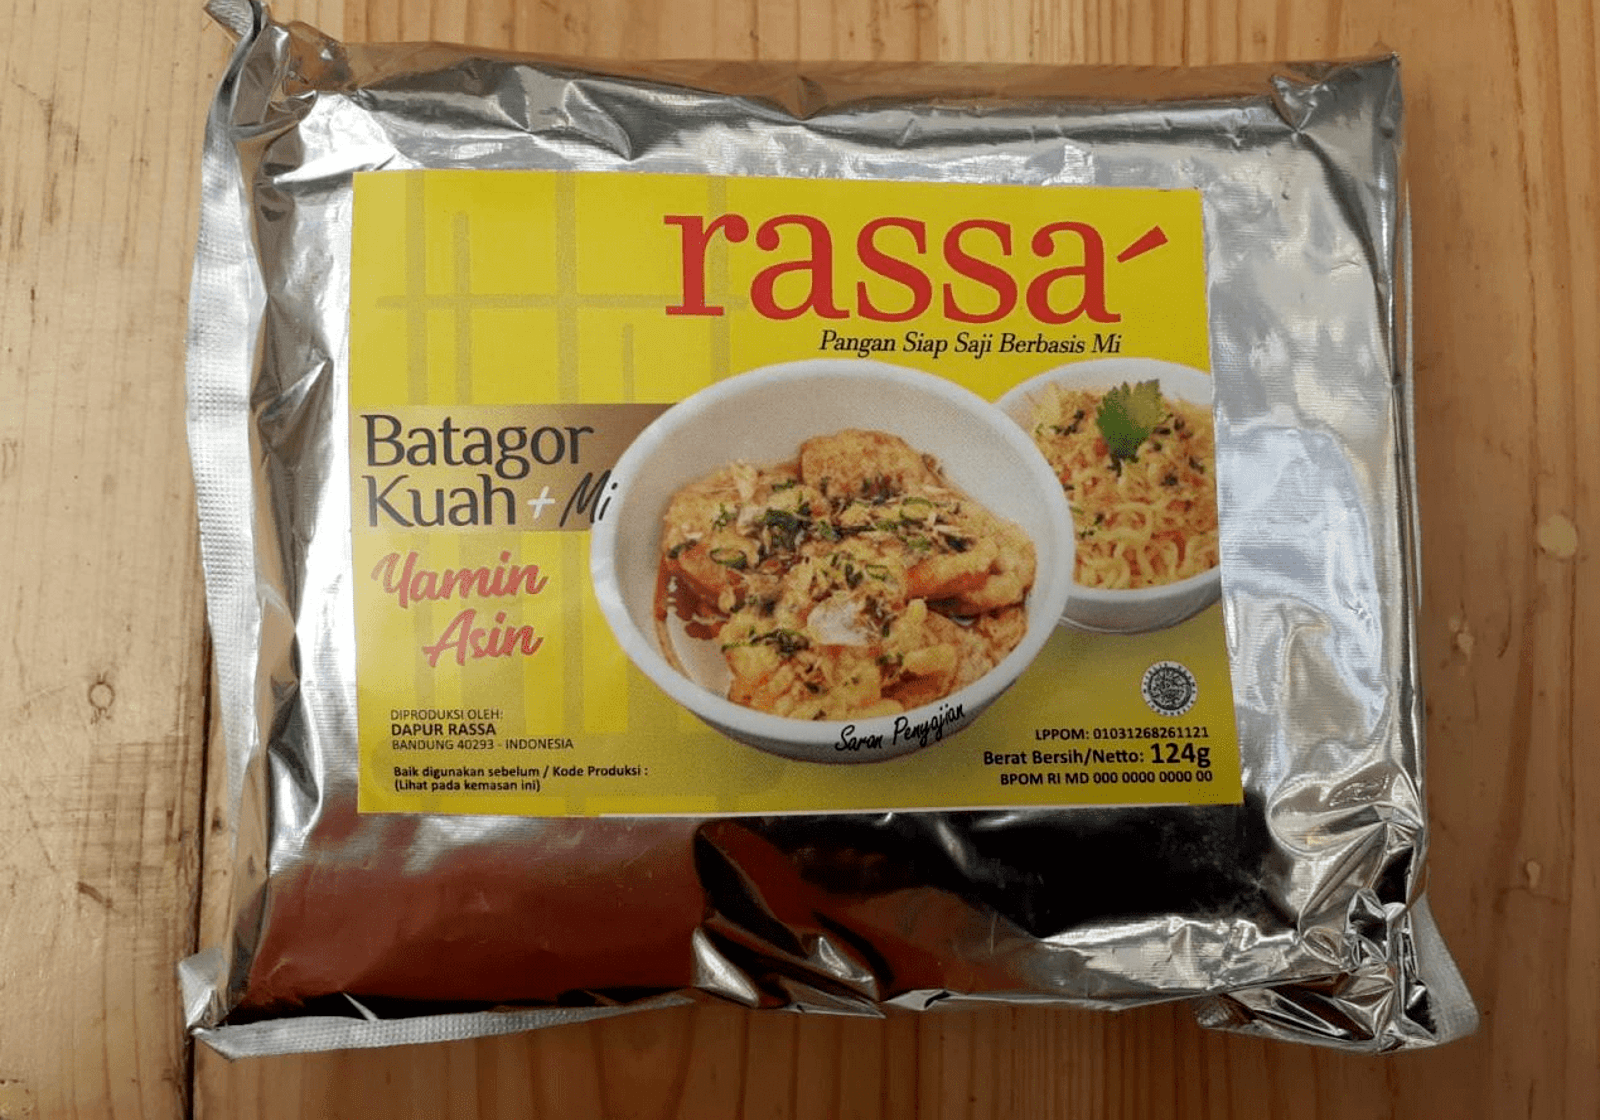 rassa
Pangan Siap Saji Berbasis Mi
Batagor
Kuah + Mi
Yamin
Asin
Saran Penyajian
DIPRODUKSI OLEH:
DAPUR RASSA
BANDUNG 40293 - INDONESIA
Baik digunakan sebelum / Kode Produksi :
(Lihat pada kemasan ini)
LPPOM: 01031268261121
Berat Bersih/Netto: 124g
BPOM RI MD 000 0000 0000 00